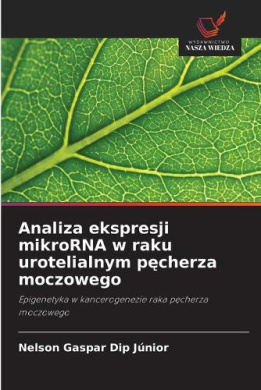 WYDAWNICTWO
NASZA WIEDZA
Analiza ekspresji
mikroRNA w raku
urotelialnym pęcherza
moczowego
Epigenetyka w kancerogenezie raka pęcherza
moczowego
Nelson Gaspar Dip Júnior